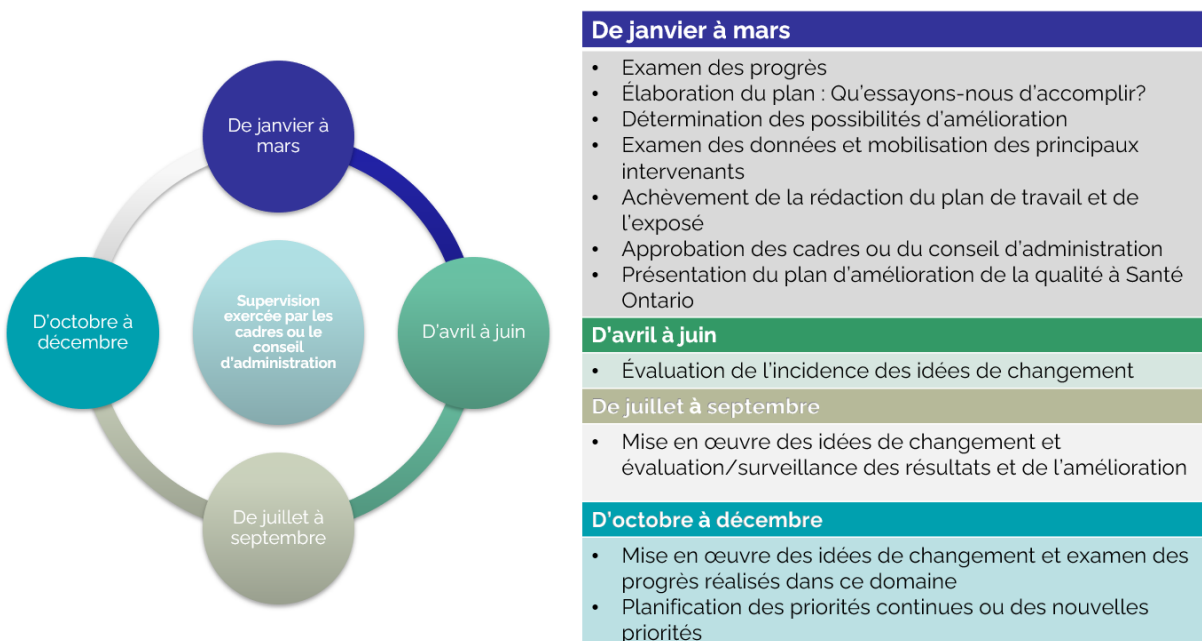 De janvier à
mars
D'octobre à
décembre
Supervision
exercée par les
cadres ou le
conseil
d'administration
D'avril à juin
De juillet à
septembre
De janvier à mars
• Examen des progrès
• Élaboration du plan : Qu'essayons-nous d'accomplir?
• Détermination des possibilités d'amélioration
• Examen des données et mobilisation des principaux
intervenants
• Achèvement de la rédaction du plan de travail et de
l'exposé
• Approbation des cadres ou du conseil d'administration
• Présentation du plan d'amélioration de la qualité à Santé
Ontario
D'avril à juin
• Évaluation de l'incidence des idées de changement
De juillet à septembre
• Mise en œuvre des idées de changement et
évaluation/surveillance des résultats et de l'amélioration
D'octobre à décembre
• Mise en œuvre des idées de changement et examen des
progrès réalisés dans ce domaine
• Planification des priorités continues ou des nouvelles
priorités